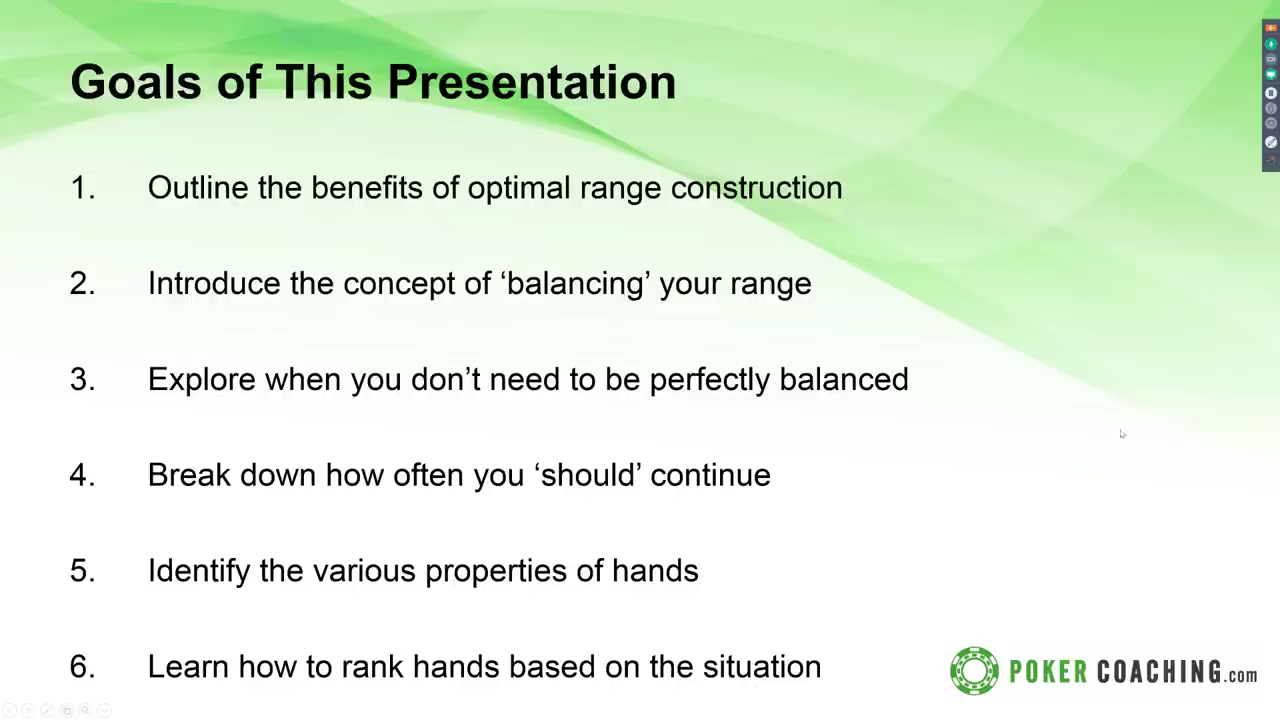 Goals of This Presentation
1. Outline the benefits of optimal range construction
2. Introduce the concept of ‘balancing’ your range
3. Explore when you don’t need to be perfectly balanced
4. Break down how often you ‘should’ continue
5. Identify the various properties of hands
6. Learn how to rank hands based on the situation
POKER COACHING.com